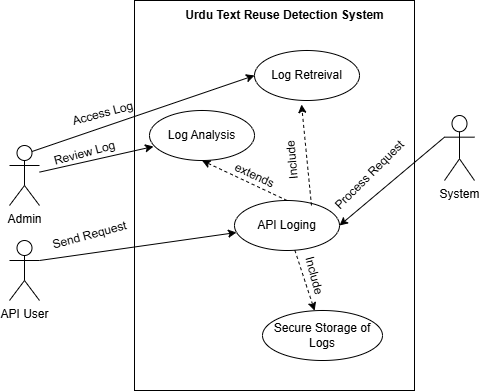 Urdu Text Reuse Detection System
Log Retreival
Access Log
Log Analysis
Review Log
Include
extends
Process Request
Admin
System
API Loging
Send Request
Include
API User
Secure Storage of
Logs